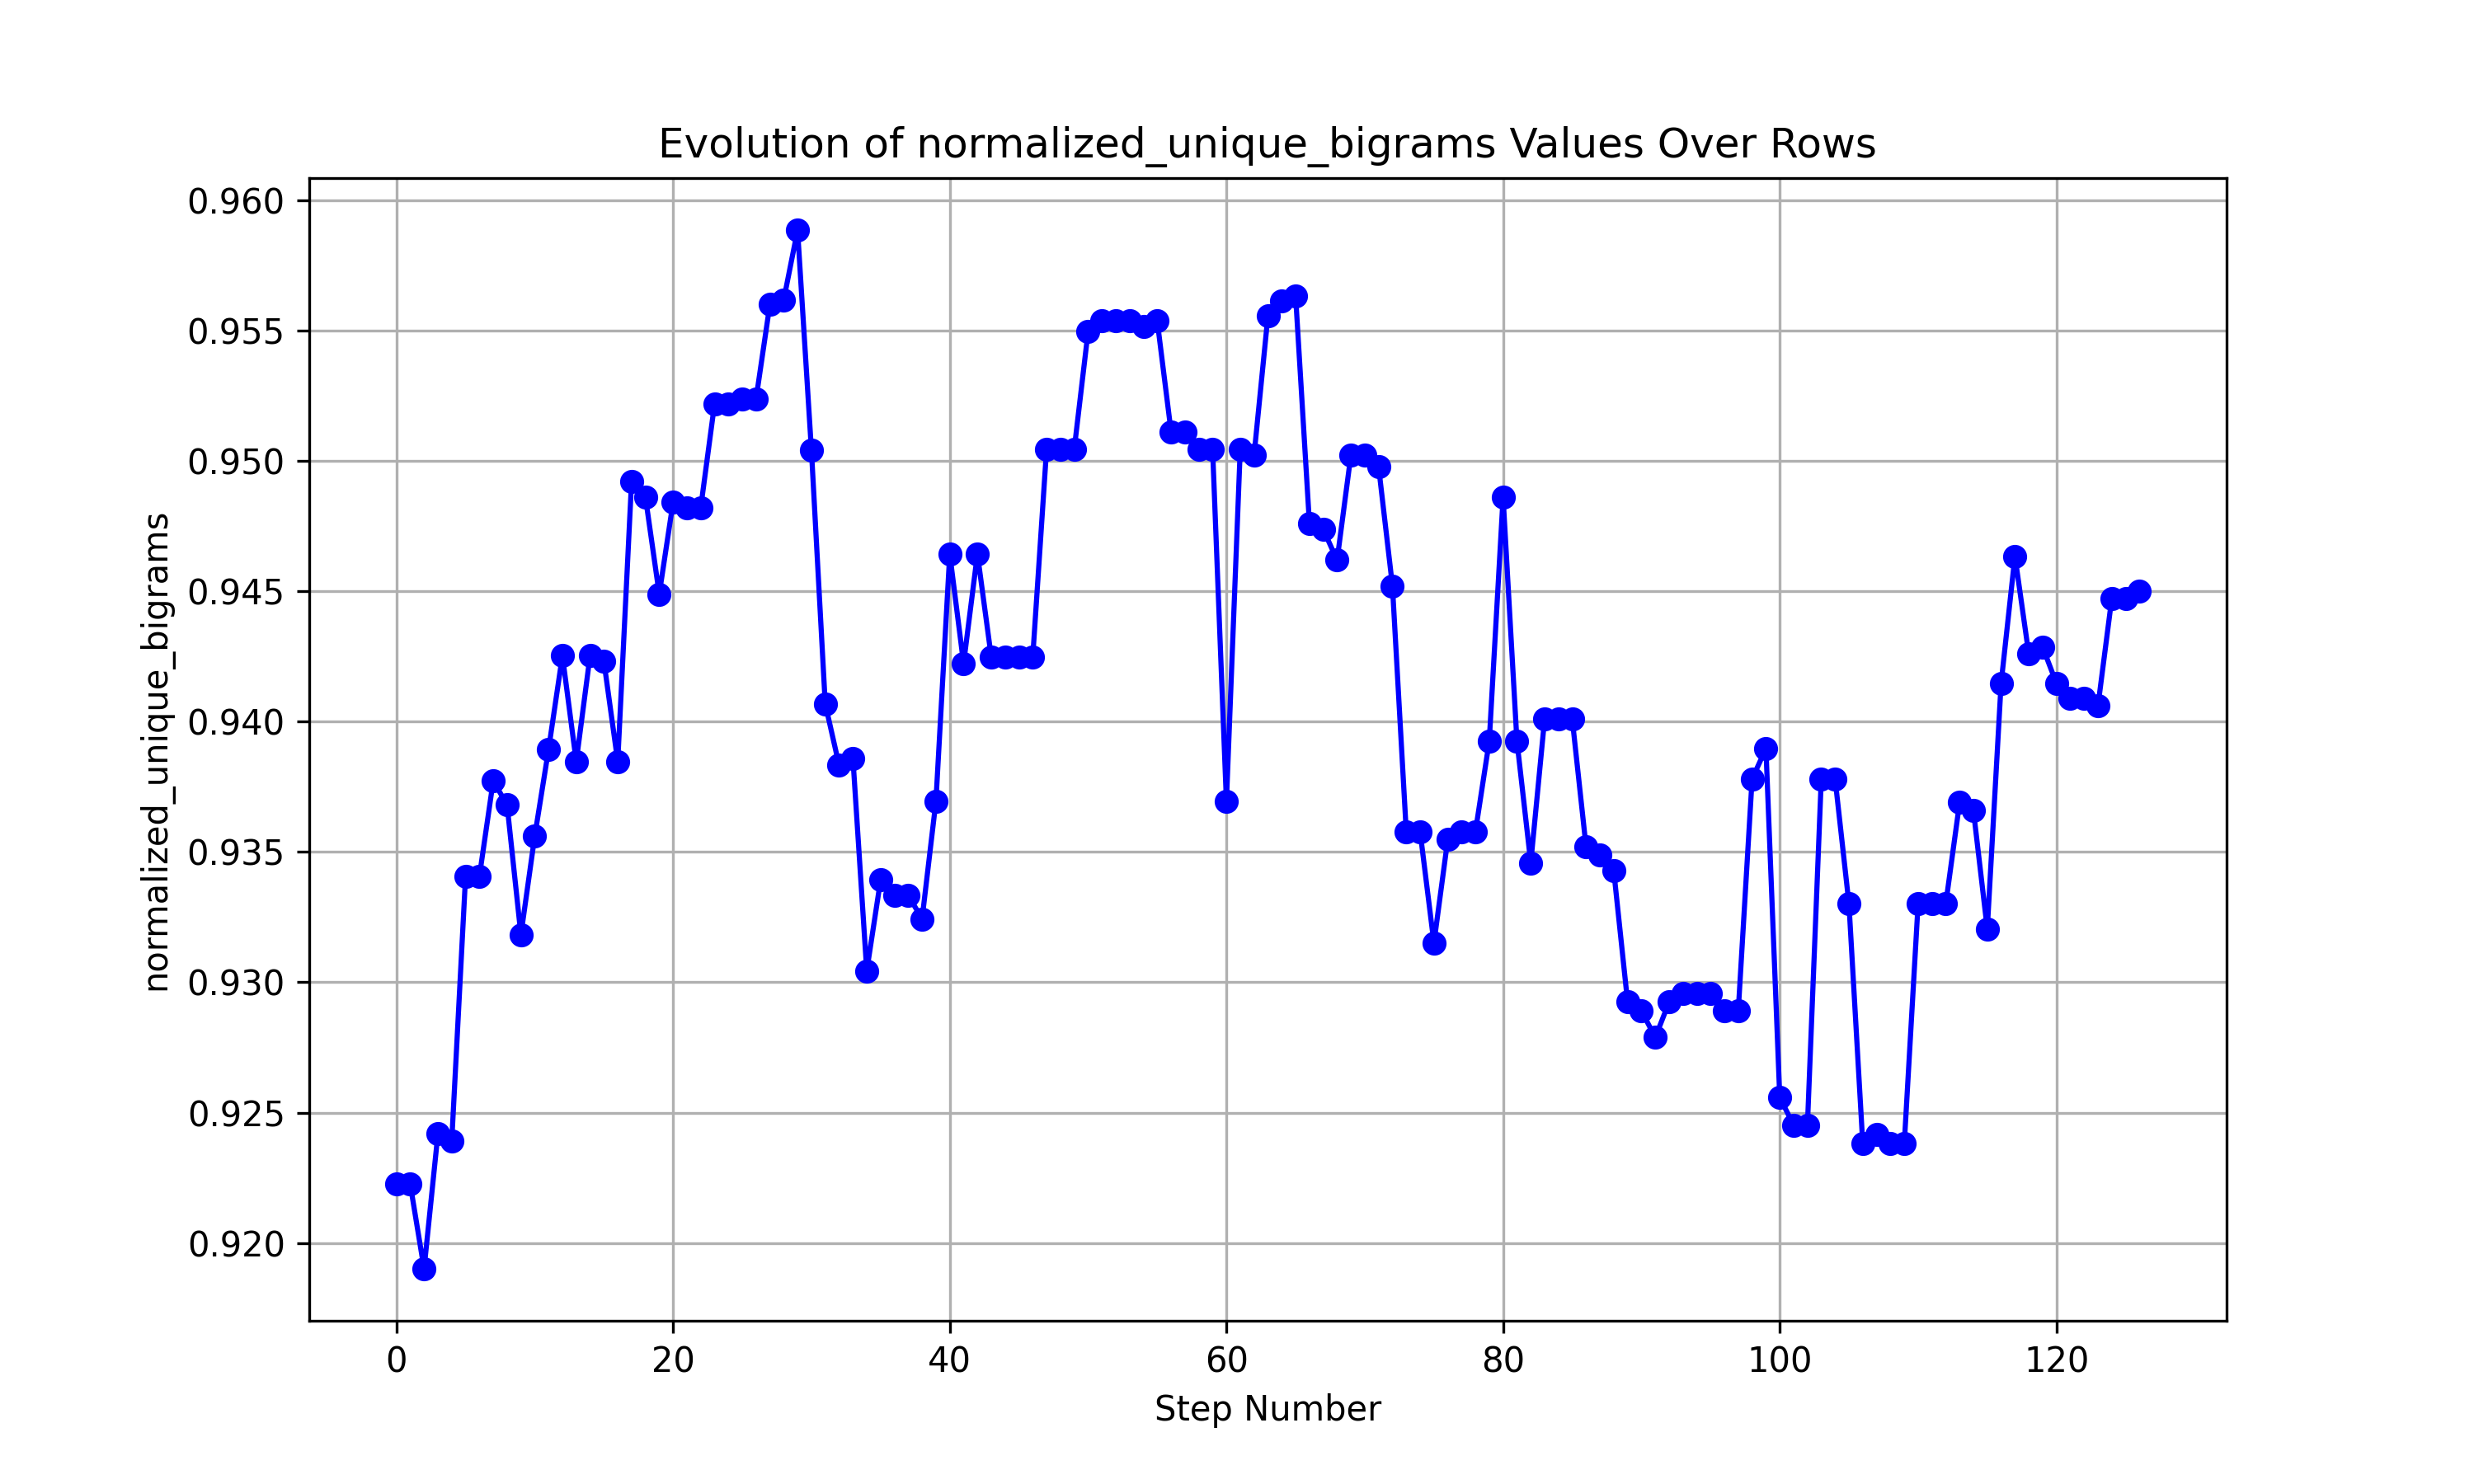 Evolution of normalized_unique_bigrams Values Over Rows
normalized_unique_bigrams
0.960
0.955
0.950
0.945
0.940
0.935
0.930
0.925
0.920
0 20 40 60 80 100 120
Step Number